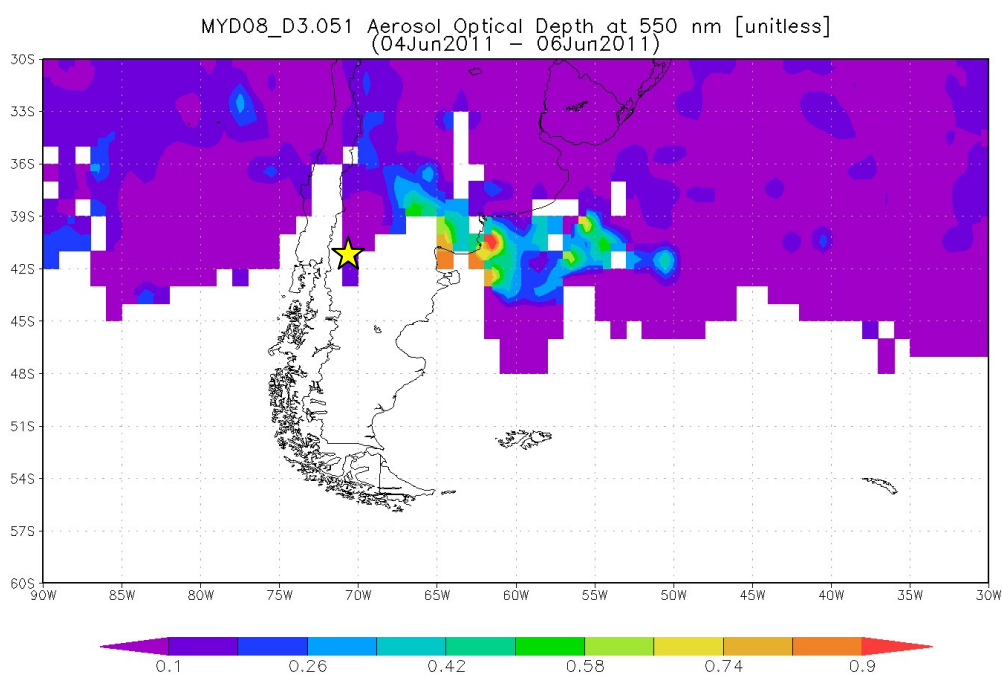 MYD08_D3.051 Aerosol Optical Depth at 550 nm [unitless]
(04Jun2011 – 06Jun2011)
30S
33S
36S
39S
42S
45S
48S
51S
54S
57S
60S
90W 85W 80W 75W 70W 65W 60W 55W 50W 45W 40W 35W 30W
0.1 0.26 0.42 0.58 0.74 0.9